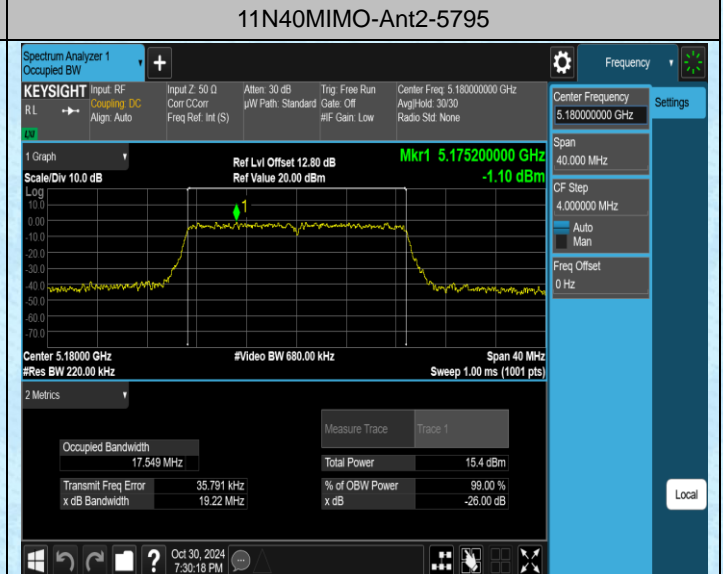 11N40MIMO-Ant2-5795
Spectrum Analyzer 1
Occupied BW
Frequency
KEYSIGHT
R L
Input: RF
Coupling: DC
Align: Auto
Input Z: 50 Ω
Corr CCorr
Freq Ref: Int (S)
Atten: 30 dB
µW Path: Standard
Trig: Free Run
Gate: Off
#IF Gain: Low
Center Freq: 5.180000000 GHz
Avg|Hold: 30/30
Radio Std: None
Center Frequency
5.180000000 GHz
Settings
Span
40.000 MHz
CF Step
4.000000 MHz
Auto
Man
Freq Offset
0 Hz
1 Graph
Scale/Div 10.0 dB
Ref Lvl Offset 12.80 dB
Ref Value 20.00 dBm
Mkr1 5.175200000 GHz
-1.10 dBm
Log
10.0
0.00
-10.0
-20.0
-30.0
-40.0
-50.0
-60.0
-70.0
1
Center 5.18000 GHz
#Res BW 220.00 kHz
#Video BW 680.00 kHz
Span 40 MHz
Sweep 1.00 ms (1001 pts)
2 Metrics
Measure Trace
Trace 1
Occupied Bandwidth
17.549 MHz
Total Power
15.4 dBm
Transmit Freq Error
35.791 kHz
% of OBW Power
99.00 %
x dB Bandwidth
19.22 MHz
x dB
-26.00 dB
Local
?
Oct 30, 2024
7:30:18 PM